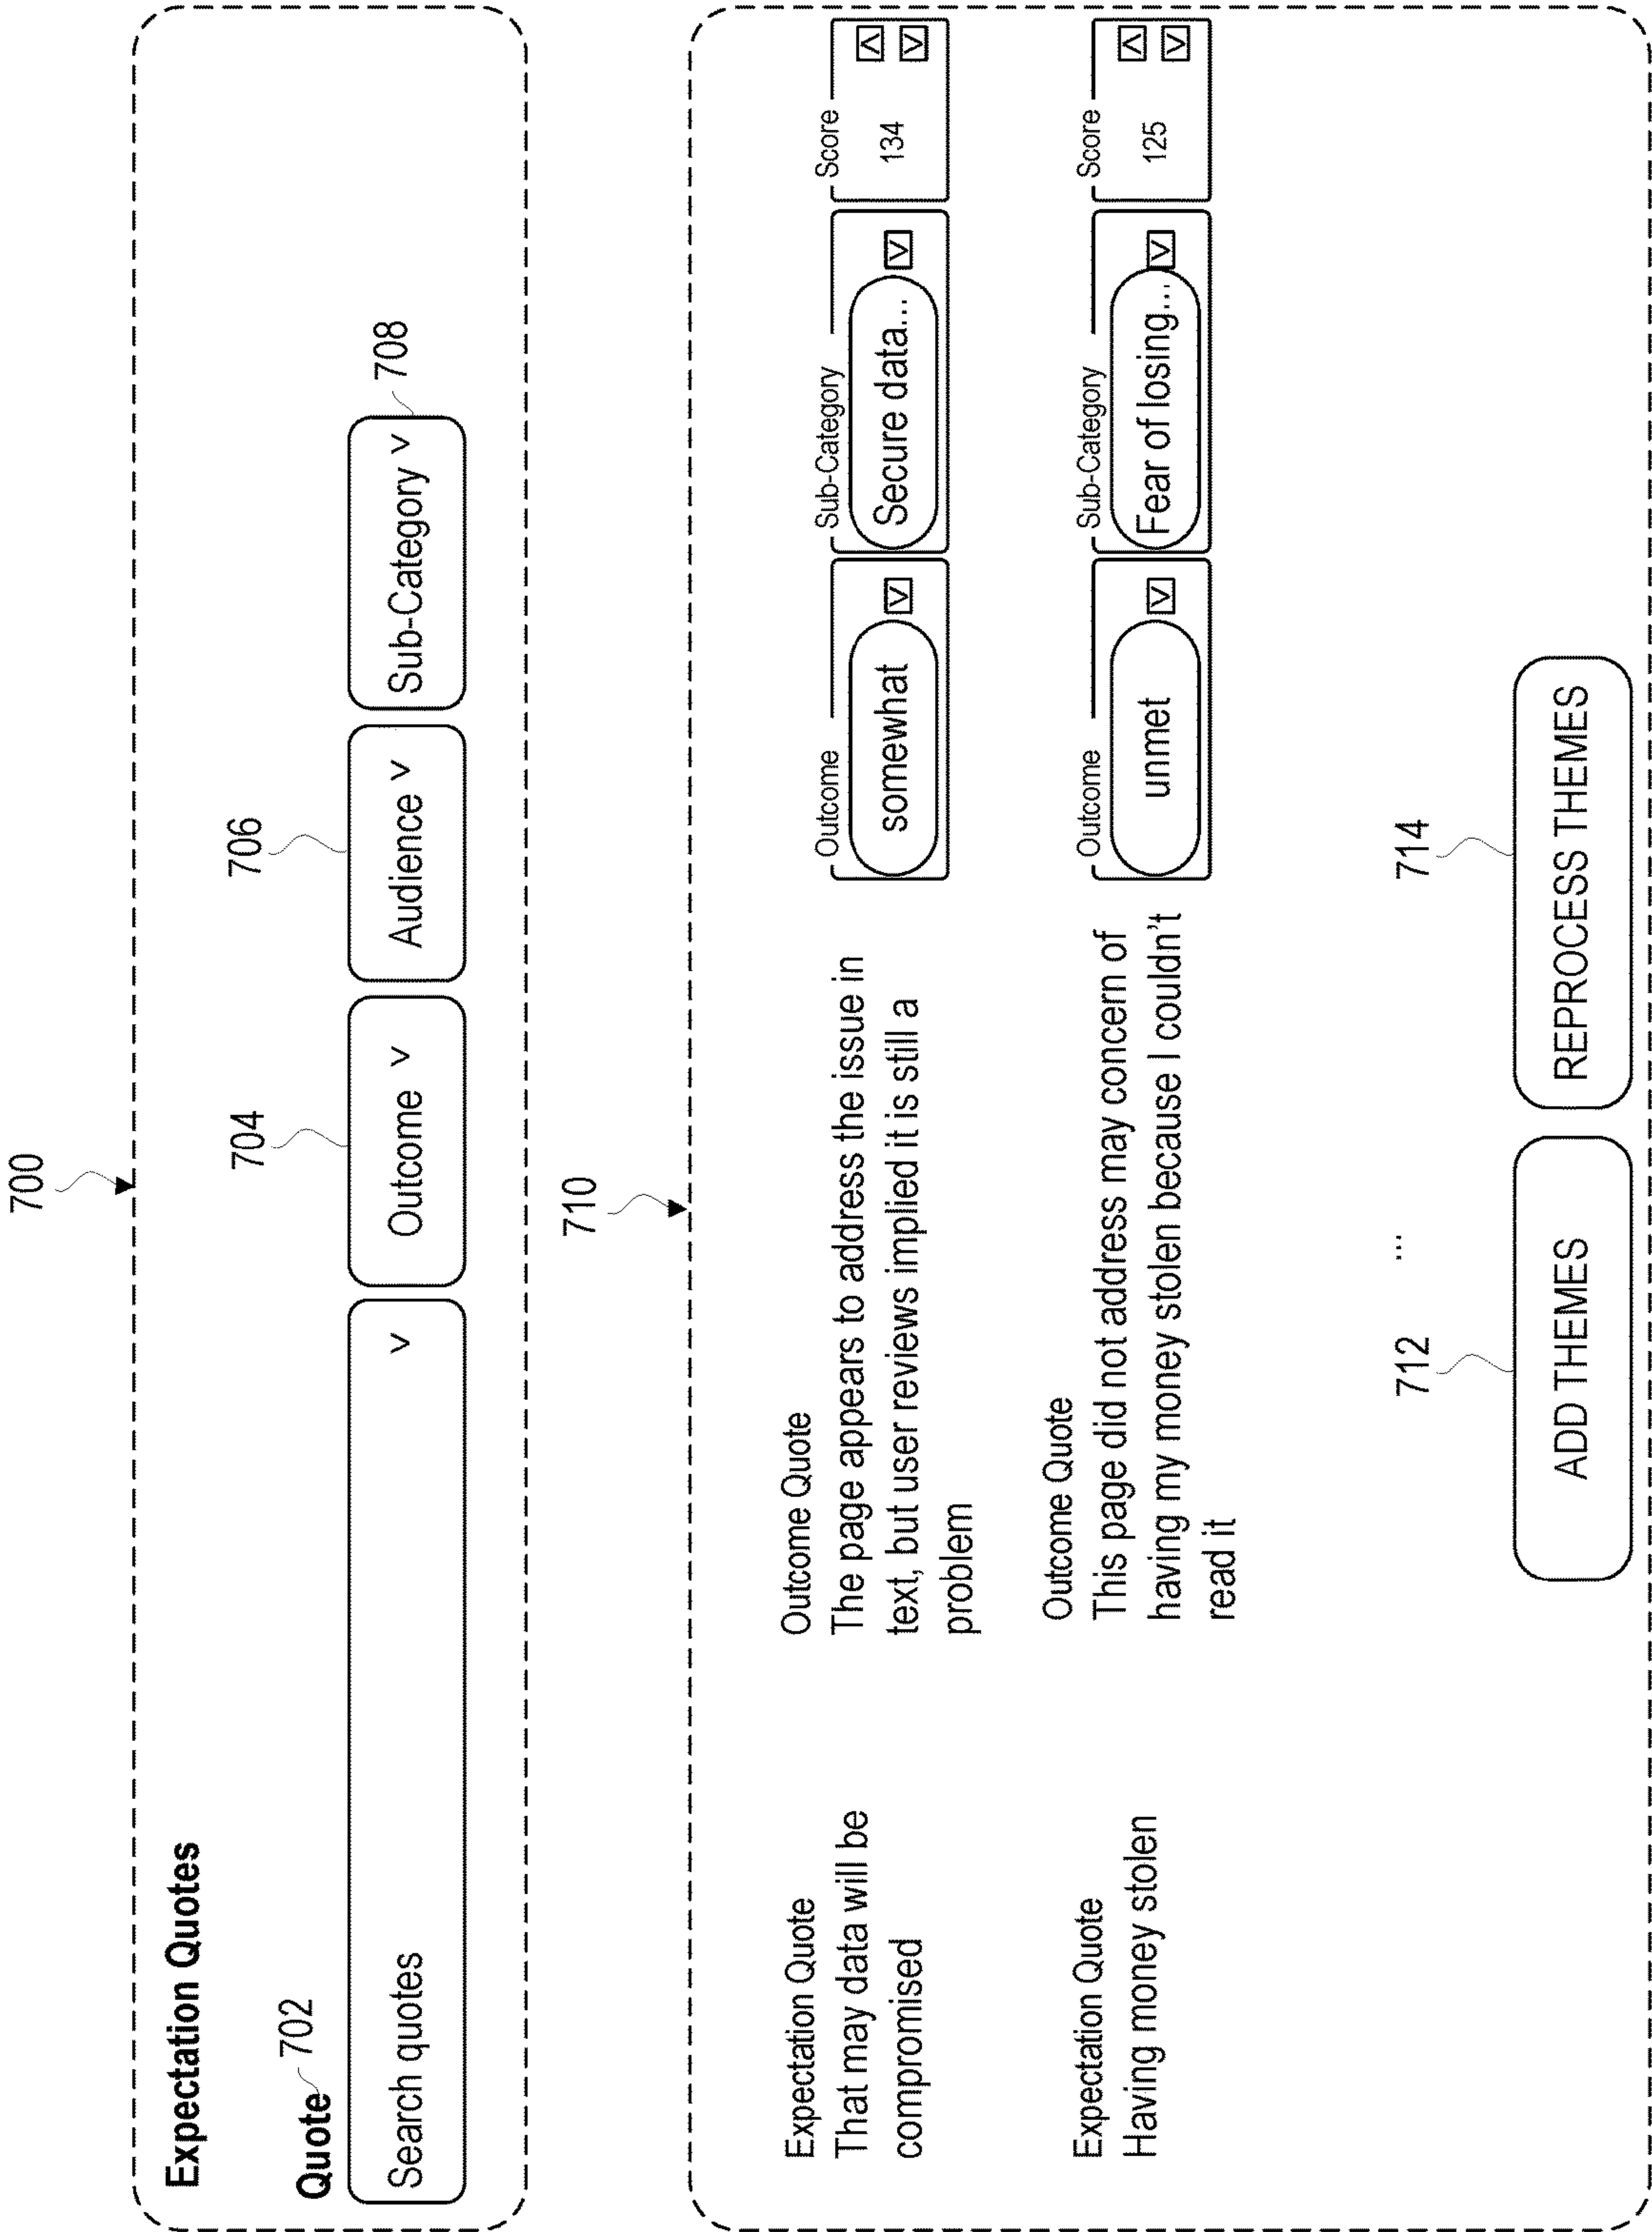 700
Expectation Quotes
Quote 702
704
706
708
Search quotes
Outcome
Audience
Sub-Category
710
Expectation Quote
That may data will be
compromised
Outcome Quote
The page appears to address the issue in
text, but user reviews implied it is still a
problem
Outcome
somewhat
Sub-Category
Secure data...
Score
134
Expectation Quote
Having money stolen
Outcome Quote
This page did not address may concern of
having my money stolen because I couldn't
read it
Outcome
unmet
Sub-Category
Fear of losing...
Score
125
...
712
714
ADD THEMES
REPROCESS THEMES